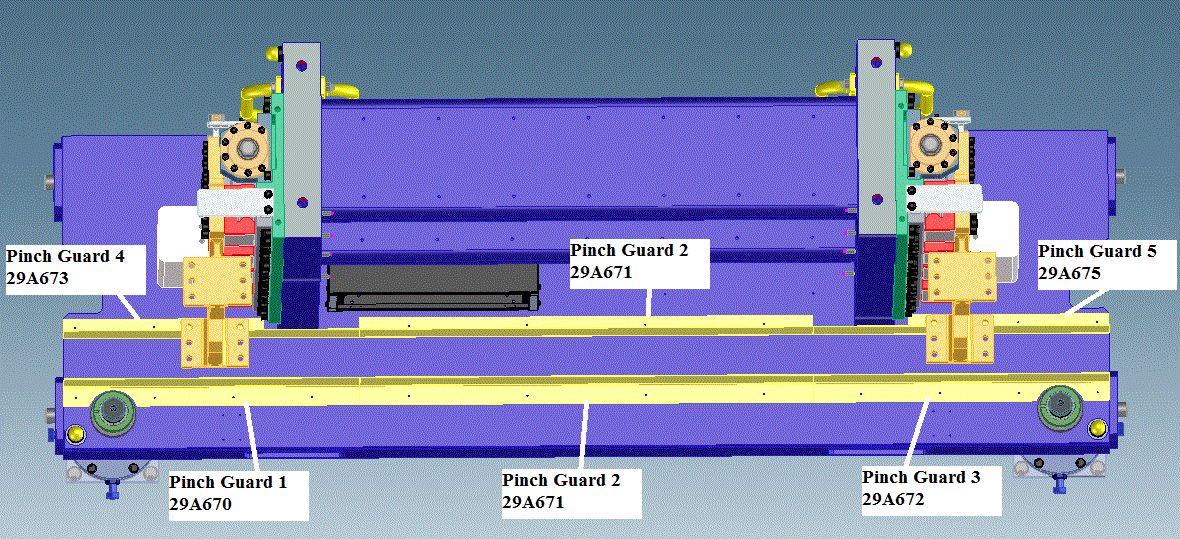 Pinch Guard 2
29A671
Pinch Guard 5
29A675
Pinch Guard 4
29A673
Pinch Guard 1
29A670
Pinch Guard 2
29A671
Pinch Guard 3
29A672